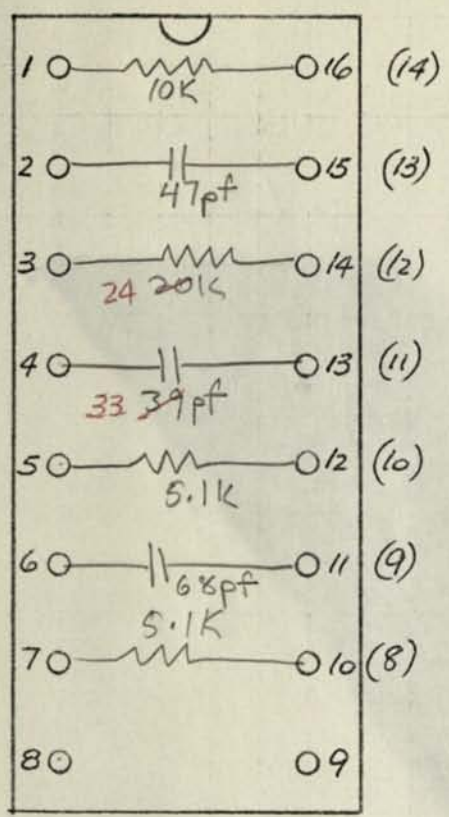 1 16 (14)
10K
2 15 (13)
47pf
3 14 (12)
24 20K
4 13 (11)
33 39pf
5 12 (10)
5.1K
6 11 (9)
68pf
5.1K
7 10 (8)
8 9